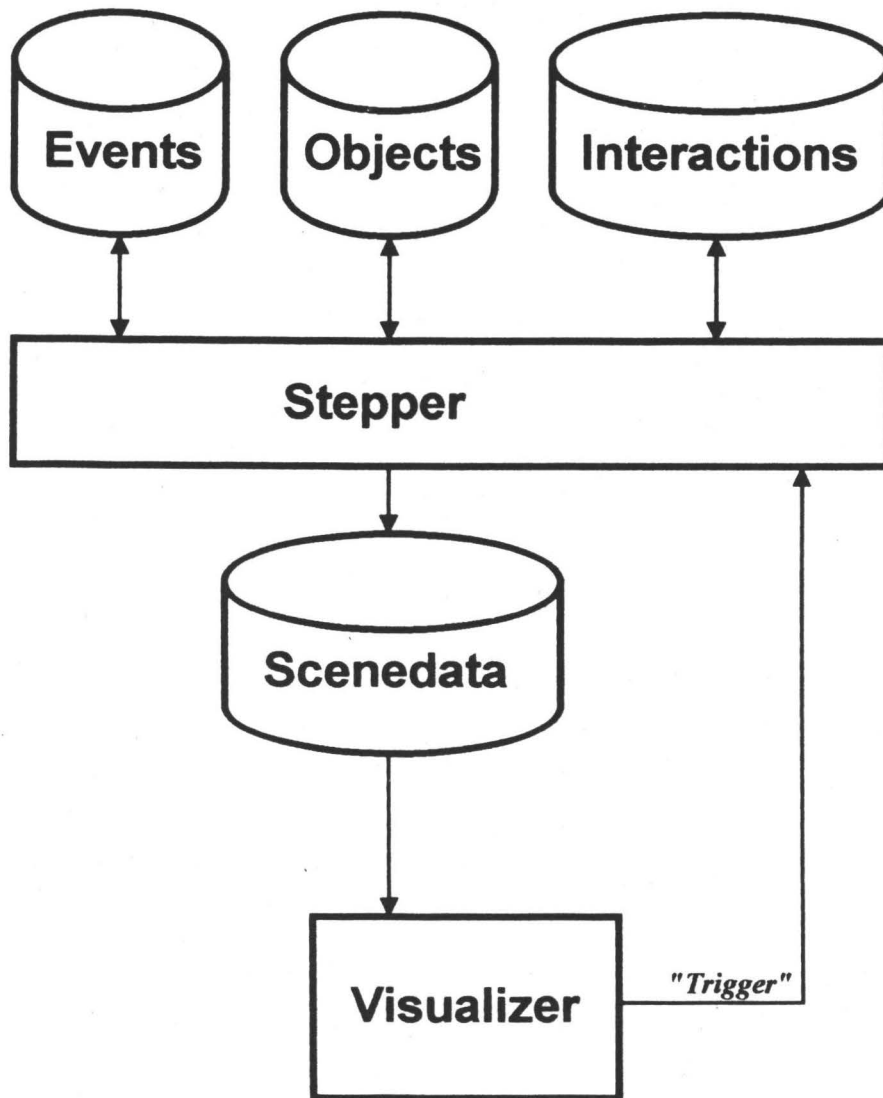 Events
Objects
Interactions
Stepper
Scenedata
"Trigger"
Visualizer